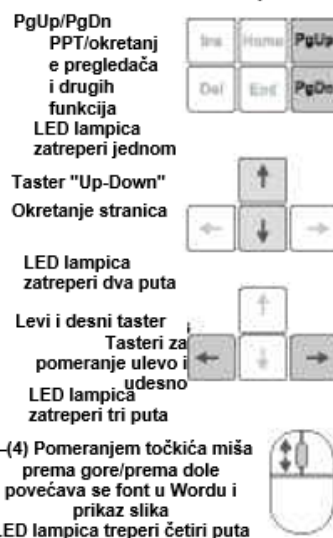 PgUp/PgDn
PPT/okretanj
e pregledača
i drugih
funkcija
LED lampica
zatreperi jednom
Ins Home PgUp
Del End PgDn
Taster "Up-Down"
Okretanje stranica
LED lampica
zatreperi dva puta
Levi i desni taster
Tasteri za
pomeranje ulevo i
udesno
LED lampica
zatreperi tri puta
–(4) Pomeranjem točkića miša
prema gore/prema dole
povećava se font u Wordu i
prikaz slika
LED lampica treperi četiri puta